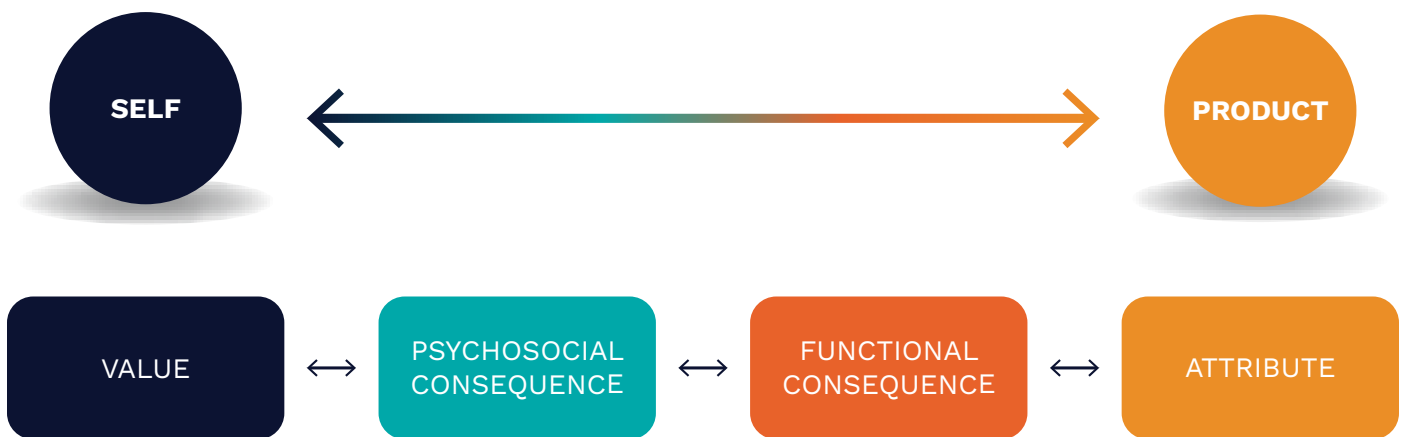 SELF
PRODUCT
VALUE
PSYCHOSOCIAL
CONSEQUENCE
FUNCTIONAL
CONSEQUENCE
ATTRIBUTE